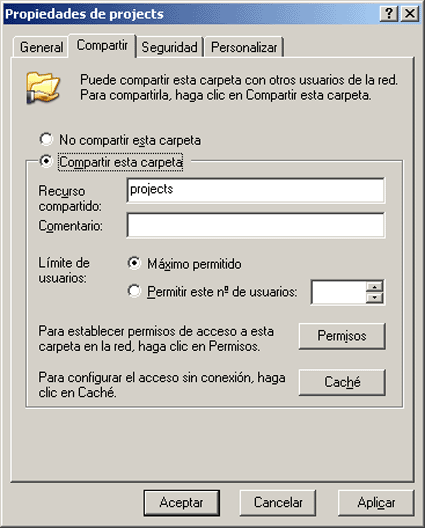 Propiedades de projects
General
Compartir
Seguridad
Personalizar
Puede compartir esta carpeta con otros usuarios de la red.
Para compartirla, haga clic en Compartir esta carpeta.
No compartir esta carpeta
Compartir esta carpeta
Recurso
compartido:
projects
Comentario:
Límite de
usuarios:
Máximo permitido
Permitir este nº de usuarios:
Para establecer permisos de acceso a esta
carpeta en la red, haga clic en Permisos.
Permisos
Para configurar el acceso sin conexión, haga
clic en Caché.
Caché
Aceptar
Cancelar
Aplicar